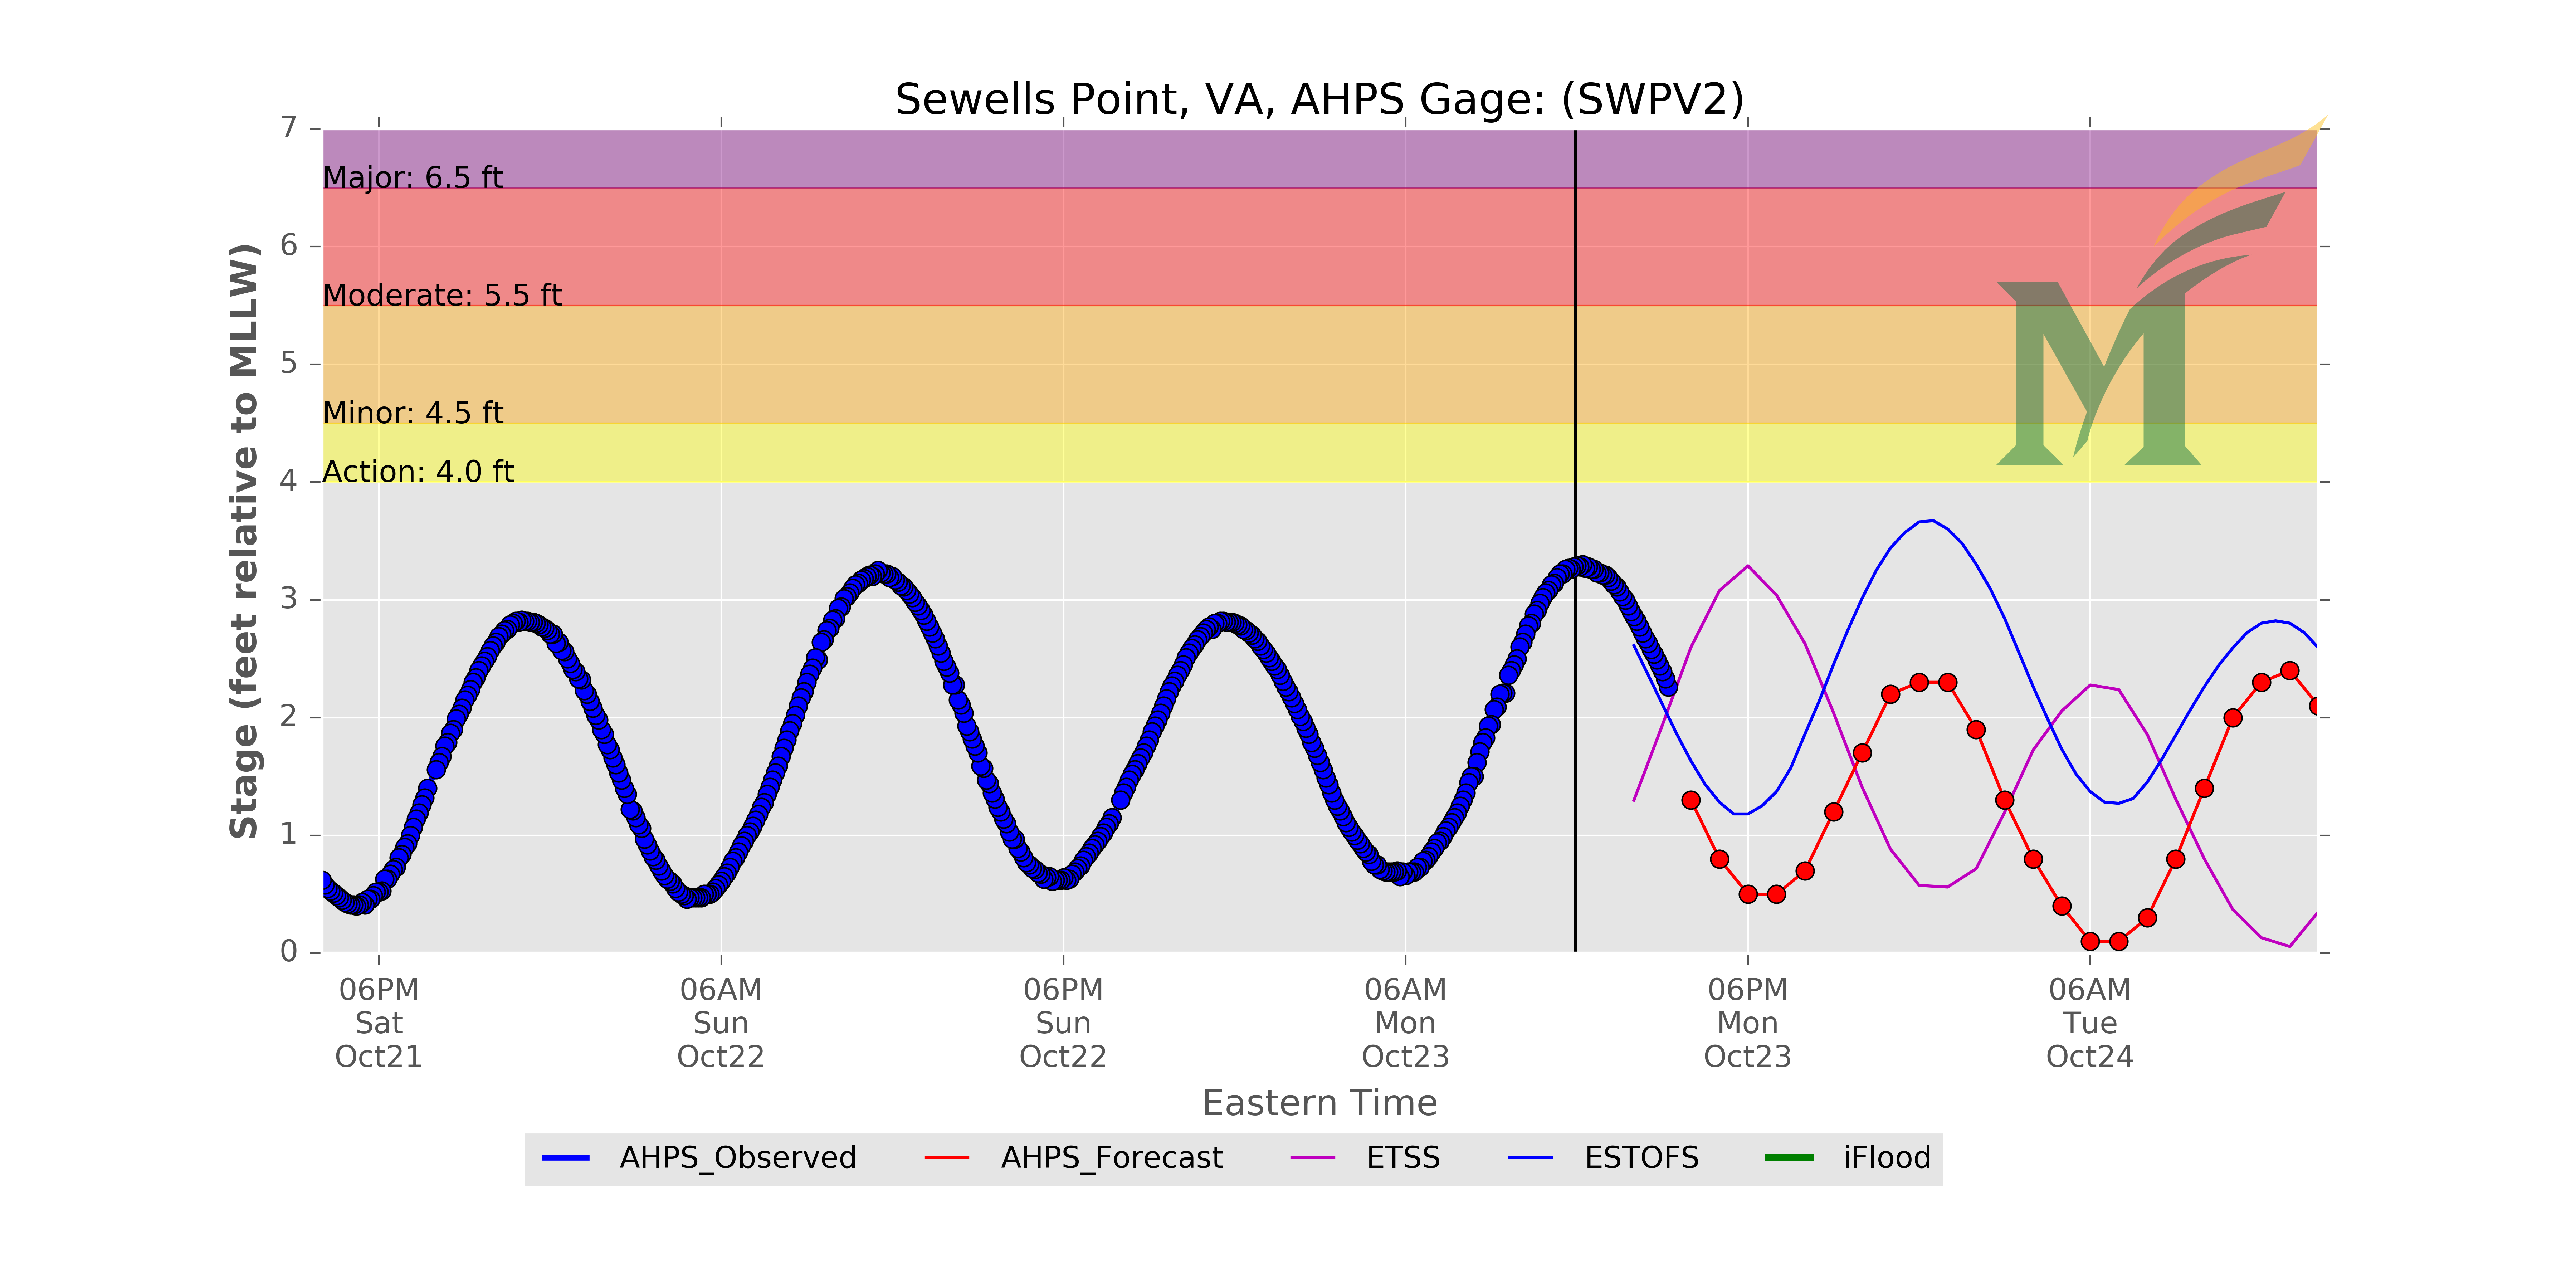 Sewells Point, VA, AHPS Gage: (SWPV2)
7
6
5
4
3
2
1
0
Stage (feet relative to MLLW)
Major: 6.5 ft
Moderate: 5.5 ft
Minor: 4.5 ft
Action: 4.0 ft
M
06PM 06AM 06PM 06AM 06PM 06AM
Sat Sun Sun Mon Mon Tue
Oct21 Oct22 Oct22 Oct23 Oct23 Oct24
Eastern Time
AHPS_Observed AHPS_Forecast ETSS ESTOFS iFlood